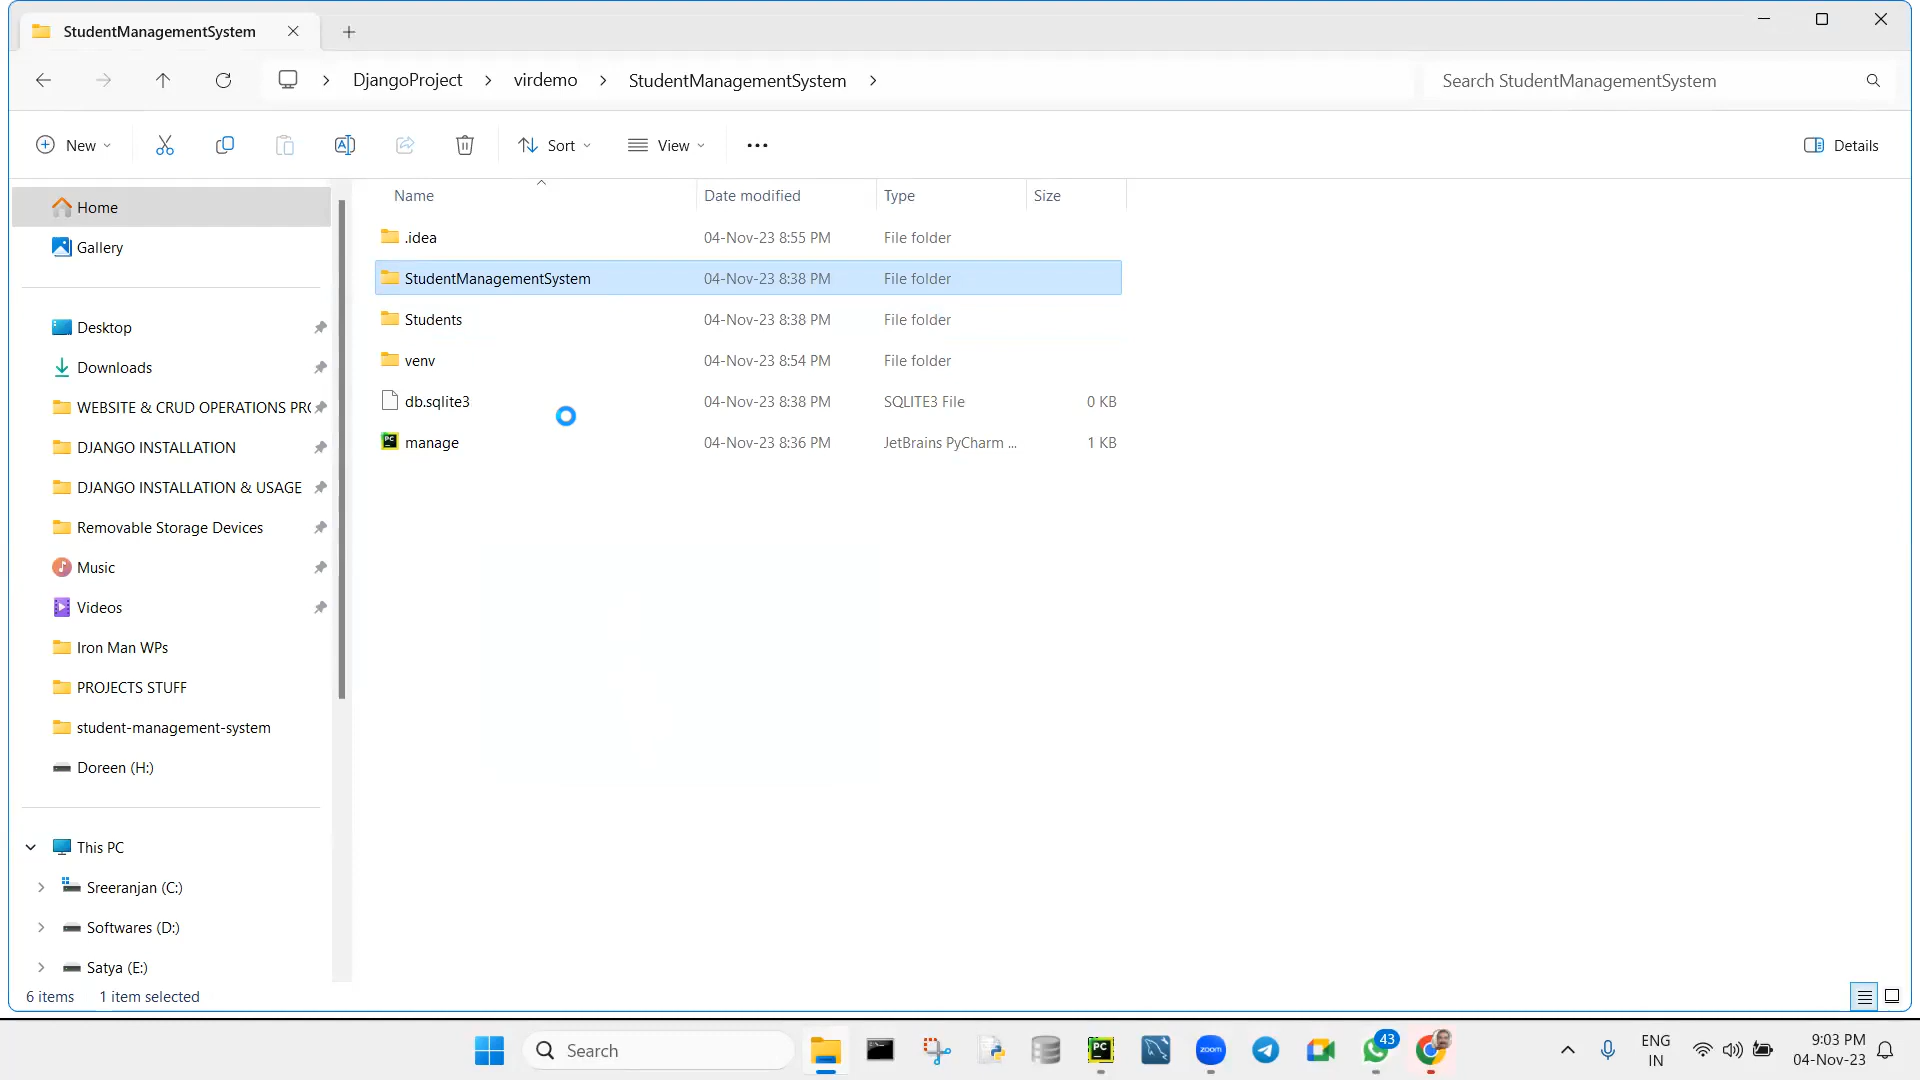 StudentManagementSystem
DjangoProject
virdemo
StudentManagementSystem
Search StudentManagementSystem
New
Sort
View
Details
Home
Gallery
Desktop
Downloads
WEBSITE & CRUD OPERATIONS PR
DJANGO INSTALLATION
DJANGO INSTALLATION & USAGE
Removable Storage Devices
Music
Videos
Iron Man WPs
PROJECTS STUFF
student-management-system
Doreen (H:)
This PC
Sreeranjan (C:)
Softwares (D:)
Satya (E:)
Name Date modified Type Size
.idea 04-Nov-23 8:55 PM File folder
StudentManagementSystem 04-Nov-23 8:38 PM File folder
Students 04-Nov-23 8:38 PM File folder
venv 04-Nov-23 8:54 PM File folder
db.sqlite3 04-Nov-23 8:38 PM SQLITE3 File 0 KB
manage 04-Nov-23 8:36 PM JetBrains PyCharm ... 1 KB
6 items 1 item selected
Search
PC
zoom
43
ENG
IN
9:03 PM
04-Nov-23